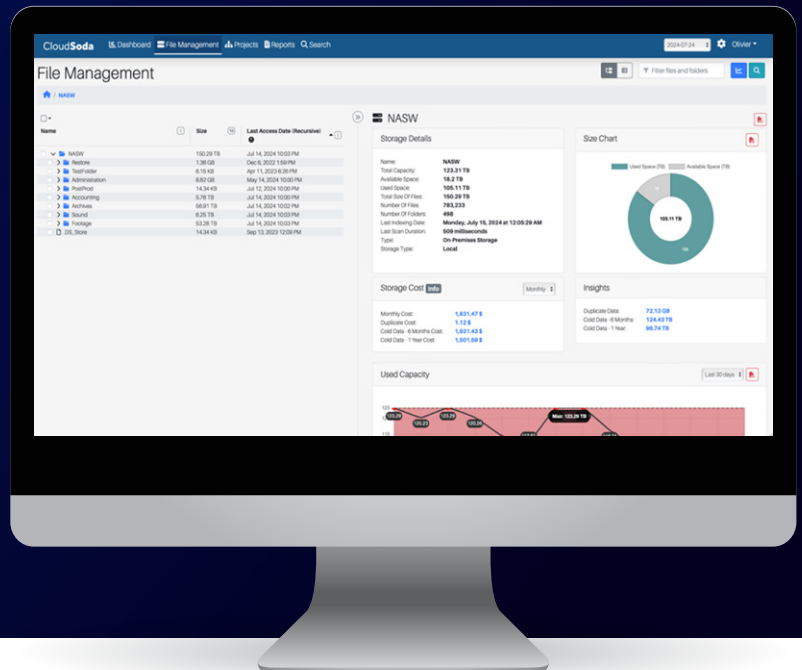 CloudSoda Dashboard File Management Projects Reports Search 2024-07-24 Olivier
File Management
Filter files and folders
/ NASW
Name Size Last Access Date (Recursive)
NASW 150.29 TB Jul 14, 2024 10:03 PM
Restore 1.36 GB Dec 6, 2022 1:59 PM
TestFolder 6.15 KB Apr 11, 2023 6:26 PM
Administration 8.62 GB May 14, 2024 10:00 PM
PostProd 14.34 KB Jul 12, 2024 10:00 PM
Accounting 5.76 TB Jul 14, 2024 10:00 PM
Archives 56.91 TB Jul 14, 2024 10:02 PM
Sound 6.25 TB Jul 14, 2024 10:03 PM
Footage 53.28 TB Jul 14, 2024 10:03 PM
.DS_Store 14.34 KB Sep 13, 2023 12:09 PM
NASW
Storage Details
Name: NASW
Total Capacity: 123.31 TB
Available Space: 18.2 TB
Used Space: 105.11 TB
Total Size Of Files: 150.29 TB
Number Of Files: 783,233
Number Of Folders: 498
Last Indexing Date: Monday, July 15, 2024 at 12:05:29 AM
Last Scan Duration: 509 milliseconds
Type: On-Premises Storage
Storage Type: Local
Size Chart
Used Space (TB) Available Space (TB)
105.11 TB
Storage Cost Info Monthly
Monthly Cost: 1,631.47 $
Duplicate Cost: 1.12 $
Cold Data - 6 Months Cost: 1,931.43 $
Cold Data - 1 Year Cost: 1,501.59 $
Insights
Duplicate Data: 72.13 GB
Cold Data - 6 Months: 124.43 TB
Cold Data - 1 Year: 96.74 TB
Used Capacity Last 30 days
123.29
120.23
123.29
120.26
Max: 123.29 TB